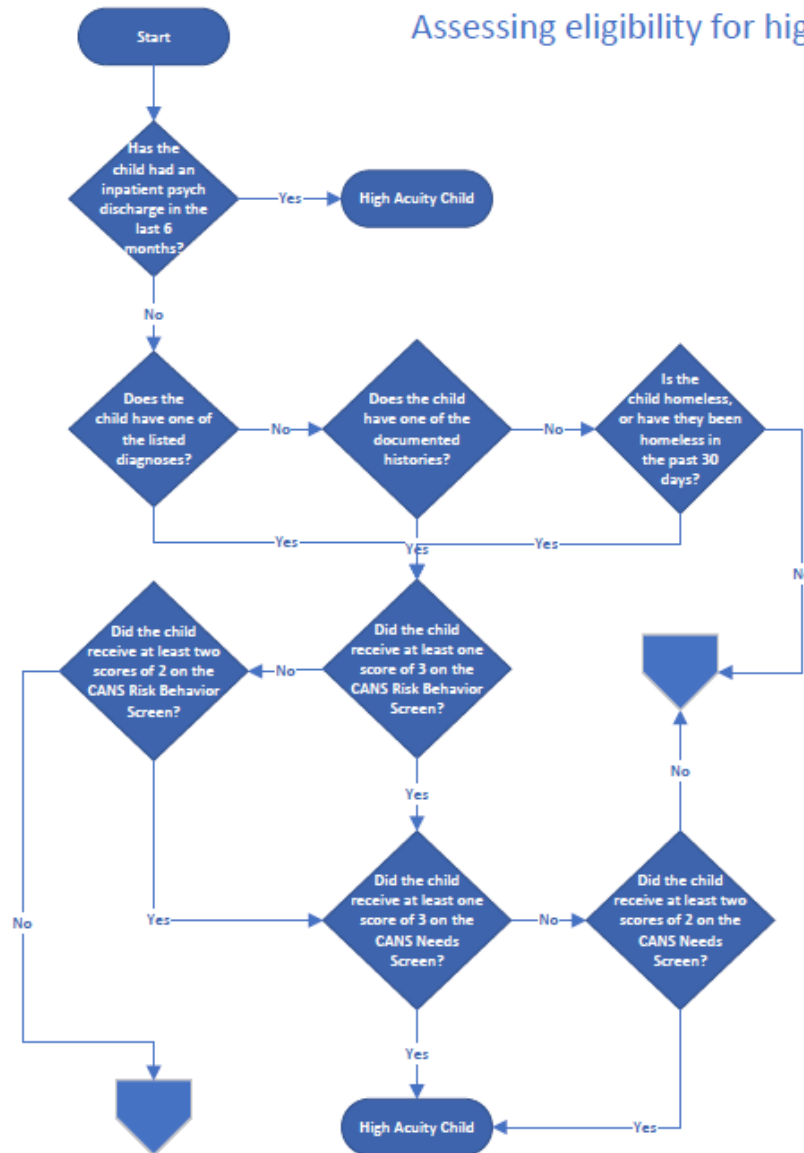 Assessing eligibility for hig
Start
Has the
child had an
inpatient psych
discharge in the
last 6
months?
Yes
High Acuity Child
No
Does the
child have one of
the listed
diagnoses?
No
Does the child
have one of the
documented
histories?
No
Is the
child homeless,
or have they been
homeless in
the past 30
days?
Yes
Yes
Yes
No
Did the child
receive at least two
scores of 2 on the
CANS Risk Behavior
Screen?
No
Did the child
receive at least one
score of 3 on the
CANS Risk Behavior
Screen?
Yes
No
No
Yes
Did the child
receive at least one
score of 3 on the
CANS Needs
Screen?
No
Did the child
receive at least two
scores of 2 on the
CANS Needs
Screen?
Yes
High Acuity Child
Yes